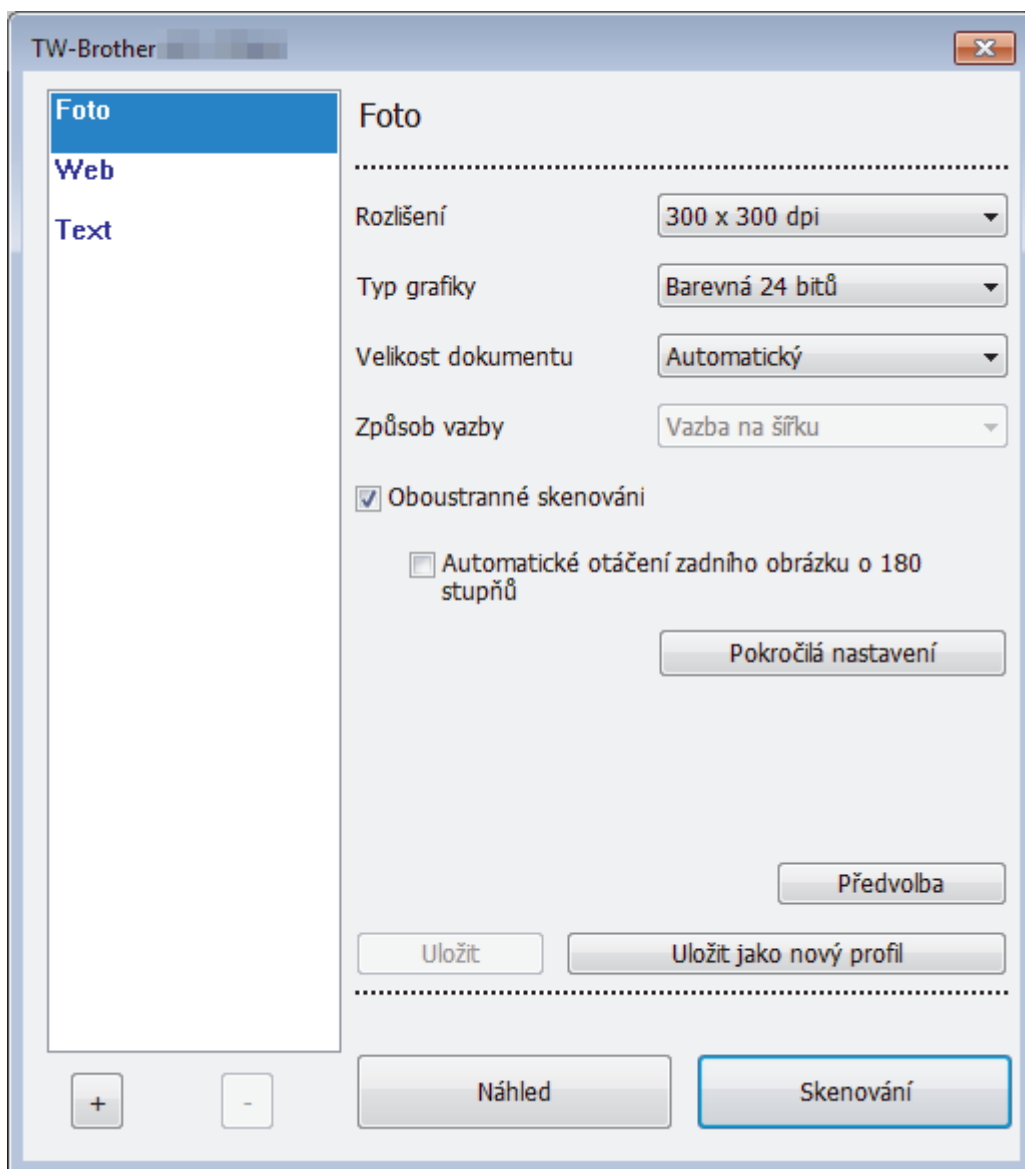 TW-Brother
Foto
Web
Text
Foto
Rozlišení
300 x 300 dpi
Typ grafiky
Barevná 24 bitů
Velikost dokumentu
Automatický
Způsob vazby
Vazba na šířku
Oboustranné skenováni
Automatické otáčení zadního obrázku o 180
stupňů
Pokročilá nastavení
Předvolba
Uložit
Uložit jako nový profil
+
-
Náhled
Skenování